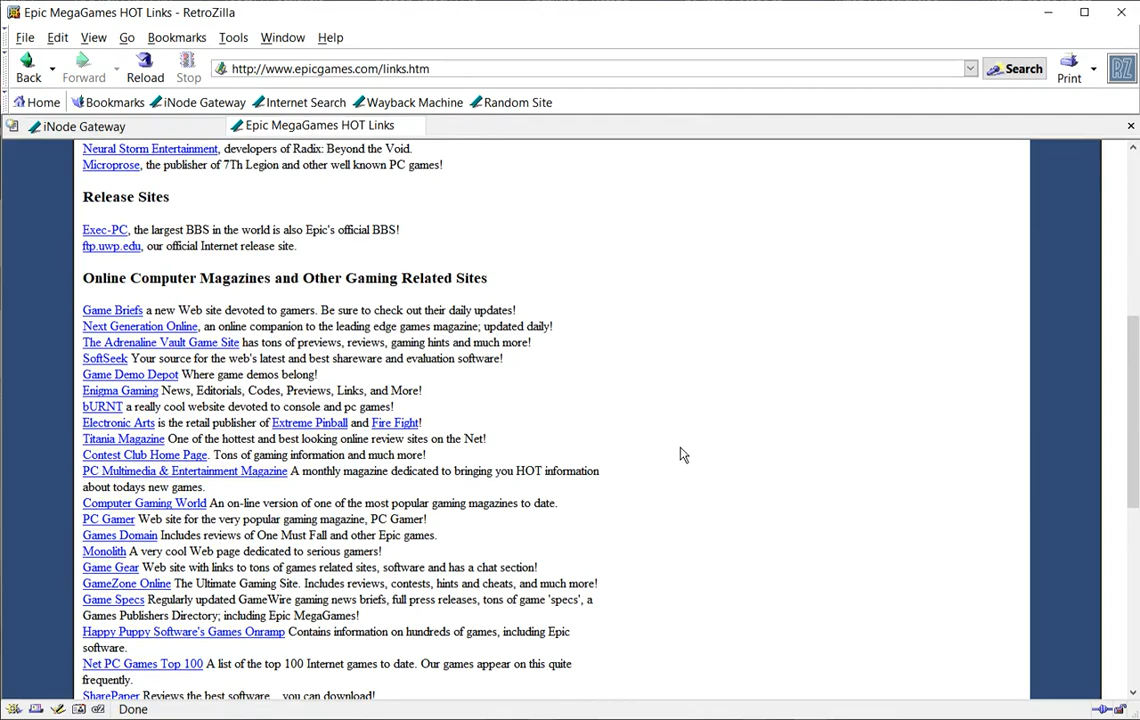 Epic MegaGames HOT Links - RetroZilla
File Edit View Go Bookmarks Tools Window Help
Back Forward Reload Stop http://www.epicgames.com/links.htm Search Print RZ
Home Bookmarks iNode Gateway Internet Search Wayback Machine Random Site
iNode Gateway Epic MegaGames HOT Links
Neural Storm Entertainment, developers of Radix: Beyond the Void.
Microprose, the publisher of 7Th Legion and other well known PC games!
Release Sites
Exec-PC, the largest BBS in the world is also Epic's official BBS!
ftp.uwp.edu, our official Internet release site.
Online Computer Magazines and Other Gaming Related Sites
Game Briefs a new Web site devoted to gamers. Be sure to check out their daily updates!
Next Generation Online, an online companion to the leading edge games magazine; updated daily!
The Adrenaline Vault Game Site has tons of previews, reviews, gaming hints and much more!
SoftSeek Your source for the web's latest and best shareware and evaluation software!
Game Demo Depot Where game demos belong!
Enigma Gaming News, Editorials, Codes, Previews, Links, and More!
bURNT a really cool website devoted to console and pc games!
Electronic Arts is the retail publisher of Extreme Pinball and Fire Fight!
Titania Magazine One of the hottest and best looking online review sites on the Net!
Contest Club Home Page. Tons of gaming information and much more!
PC Multimedia & Entertainment Magazine A monthly magazine dedicated to bringing you HOT information
about todays new games.
Computer Gaming World An on-line version of one of the most popular gaming magazines to date.
PC Gamer Web site for the very popular gaming magazine, PC Gamer!
Games Domain Includes reviews of One Must Fall and other Epic games.
Monolith A very cool Web page dedicated to serious gamers!
Game Gear Web site with links to tons of games related sites, software and has a chat section!
GameZone Online The Ultimate Gaming Site. Includes reviews, contests, hints and cheats, and much more!
Game Specs Regularly updated GameWire gaming news briefs, full press releases, tons of game 'specs', a
Games Publishers Directory; including Epic MegaGames!
Happy Puppy Software's Games Onramp Contains information on hundreds of games, including Epic
software.
Net PC Games Top 100 A list of the top 100 Internet games to date. Our games appear on this quite
frequently.
SharePaper Reviews the best software... you can download!
Done